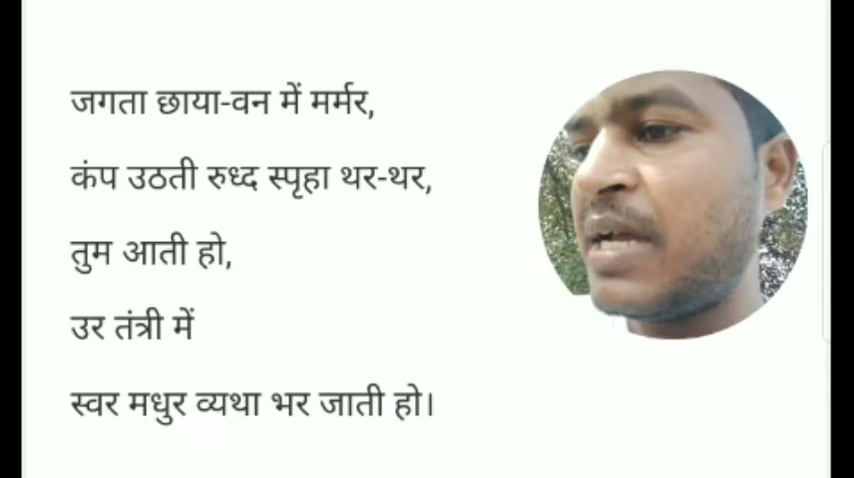 जगता छाया-वन में मर्मर,
कंप उठती रुध्द स्पृहा थर-थर,
तुम आती हो,
उर तंत्री में
स्वर मधुर व्यथा भर जाती हो।